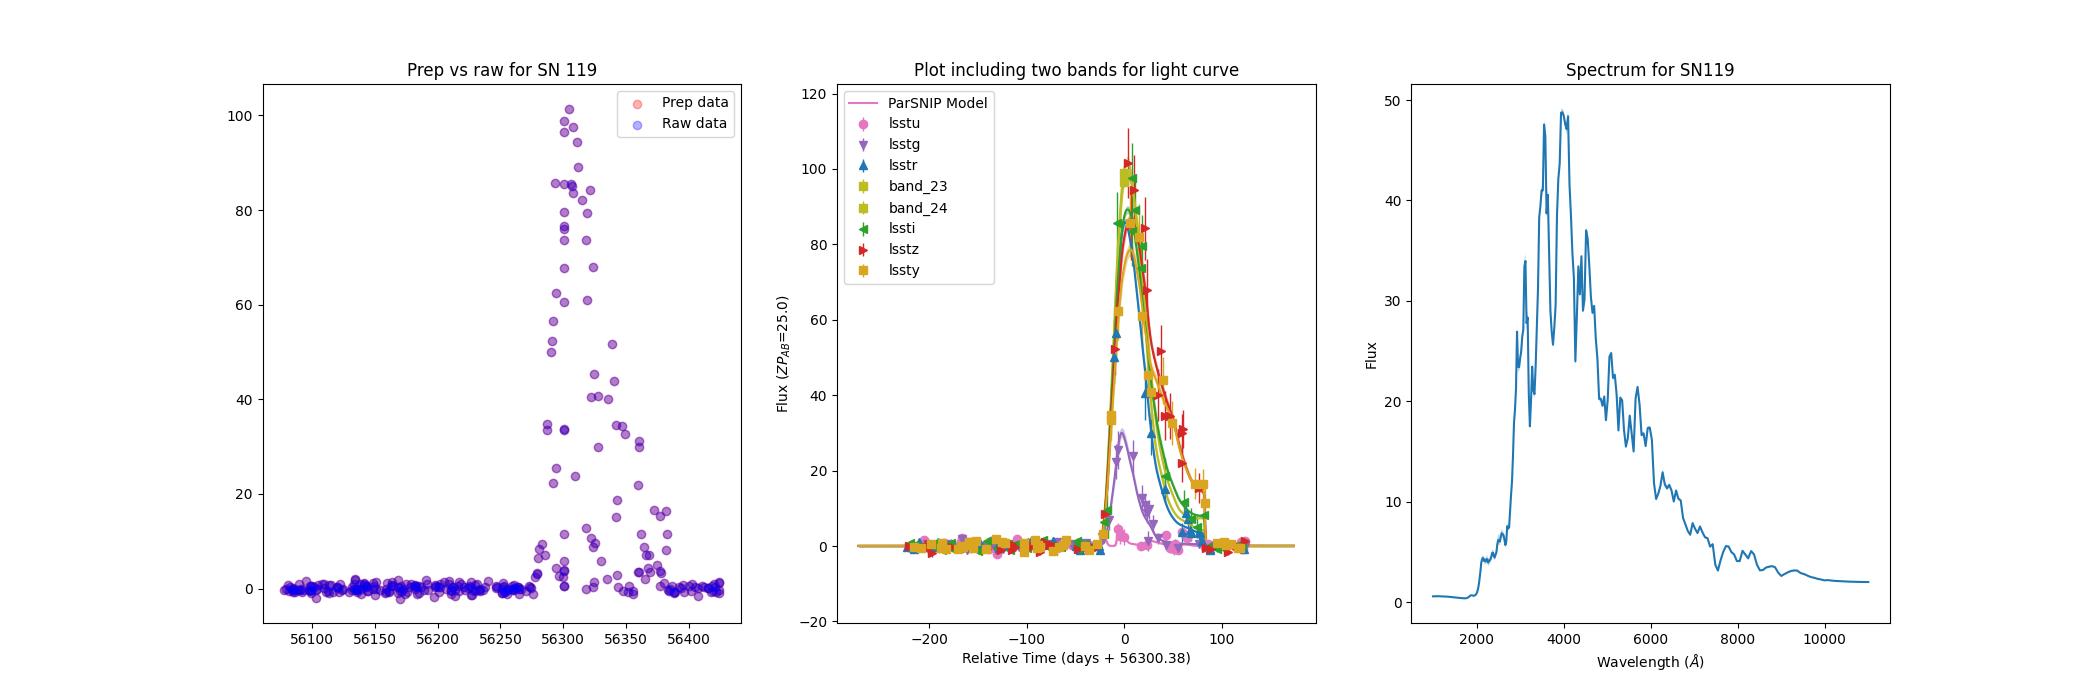 Prep vs raw for SN 119
Prep data
Raw data
100
80
60
40
20
0
56100 56150 56200 56250 56300 56350 56400
Plot including two bands for light curve
ParSNIP Model
lsstu
lsstg
lsstr
band_23
band_24
lssti
lsstz
lssty
Flux (ZP_AB=25.0)
120
100
80
60
40
20
0
−20
−200 −100 0 100
Relative Time (days + 56300.38)
Spectrum for SN119
Flux
50
40
30
20
10
0
2000 4000 6000 8000 10000
Wavelength (Å)